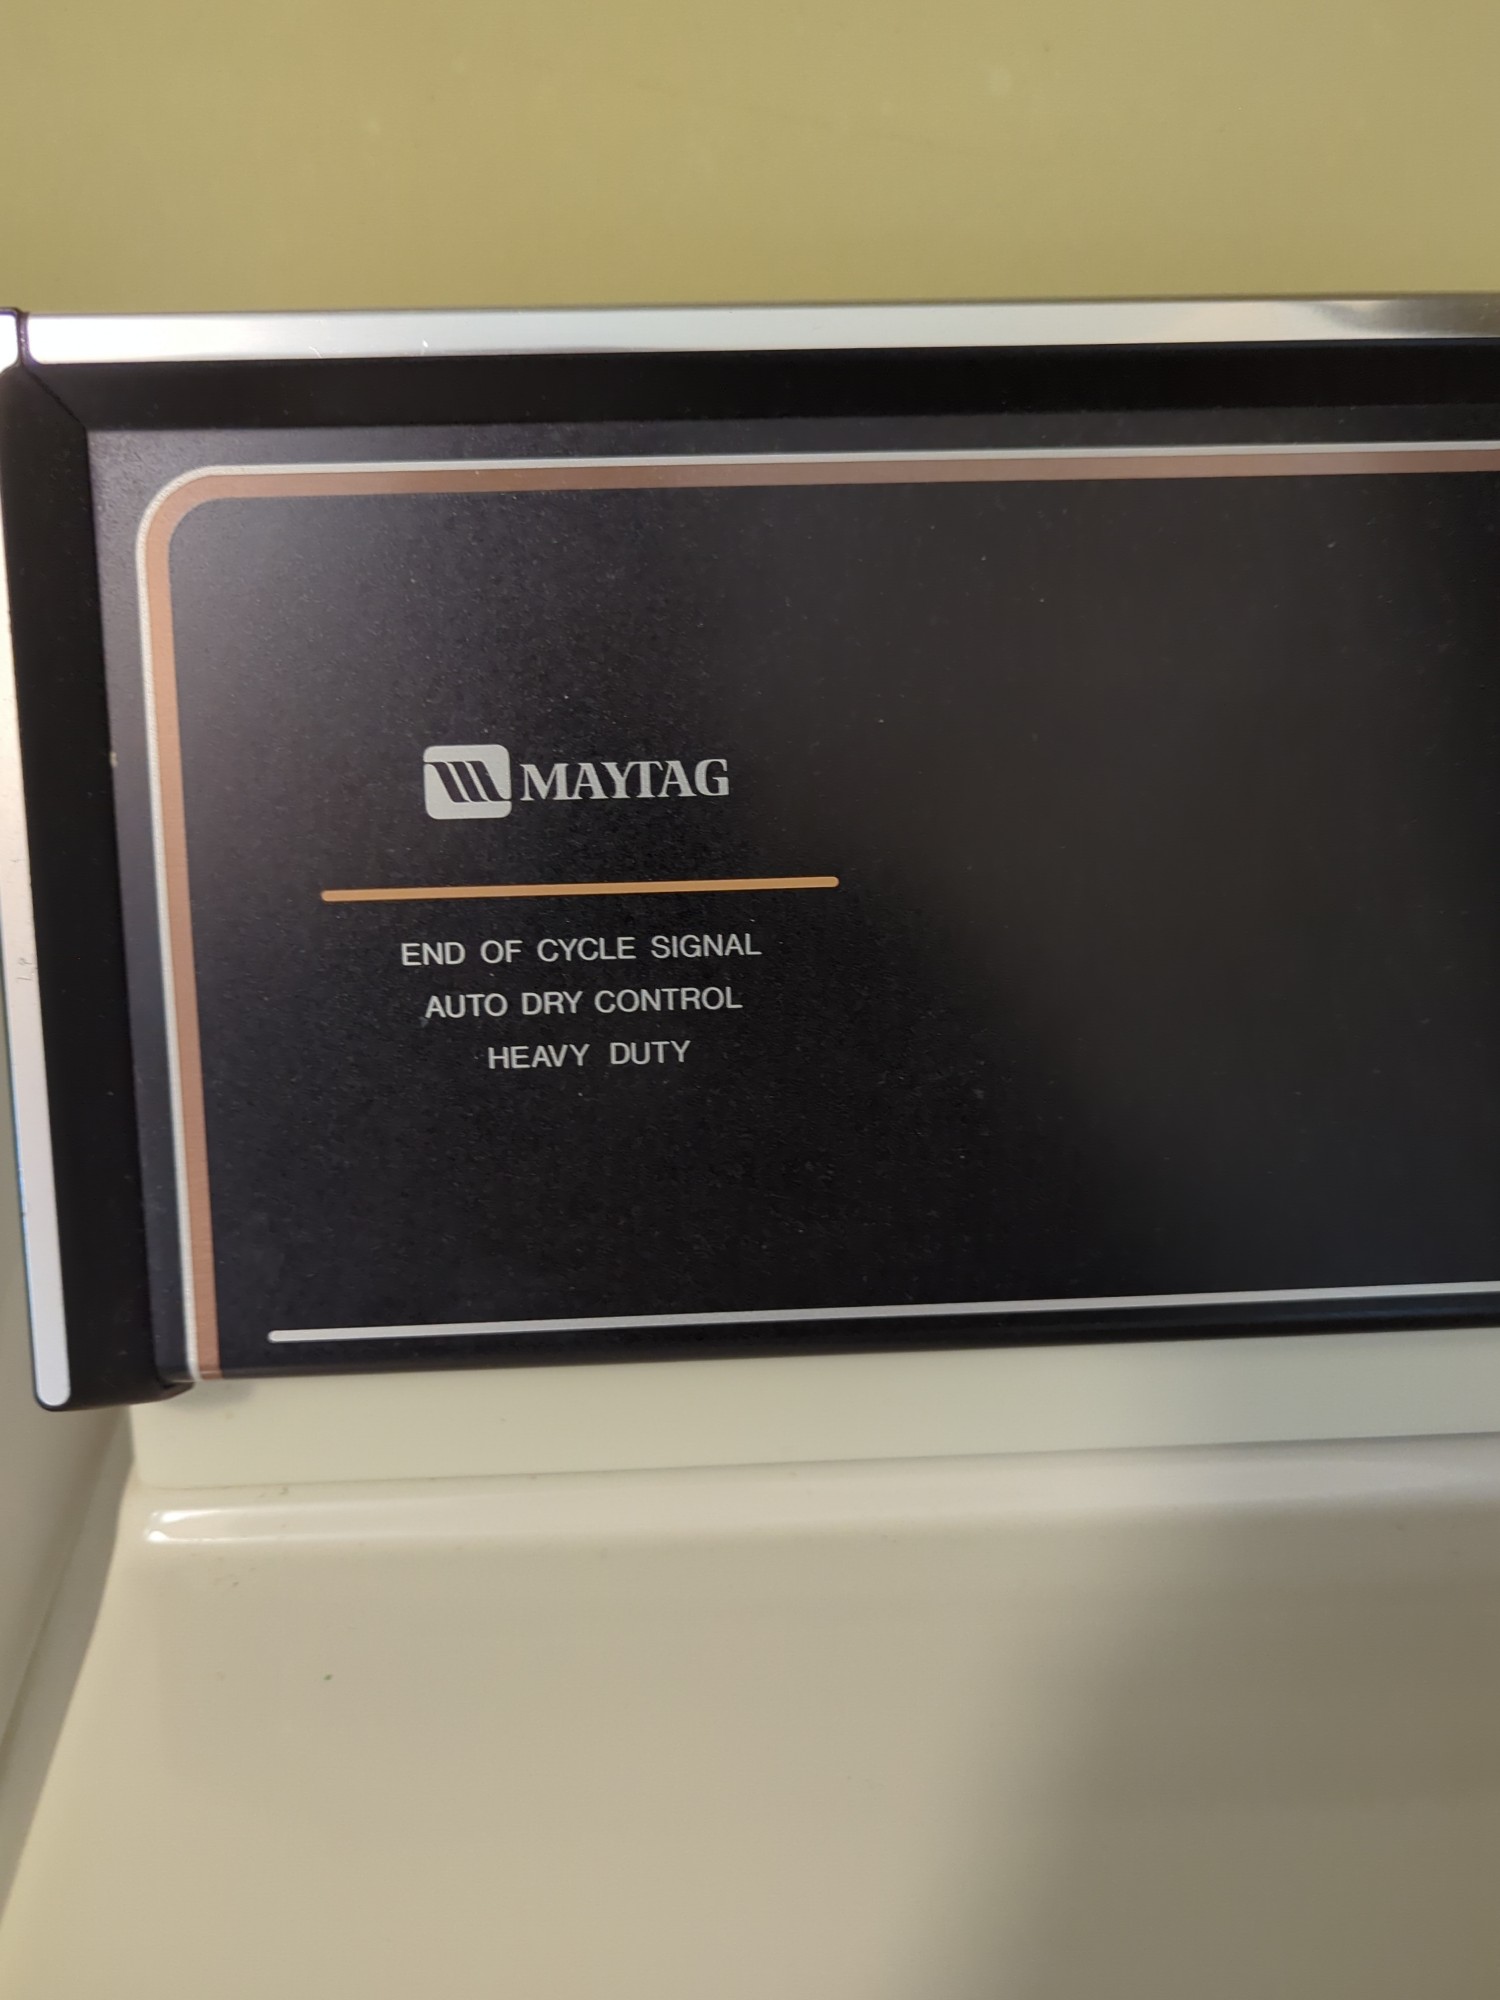 MAYTAG
END OF CYCLE SIGNAL
AUTO DRY CONTROL
HEAVY DUTY